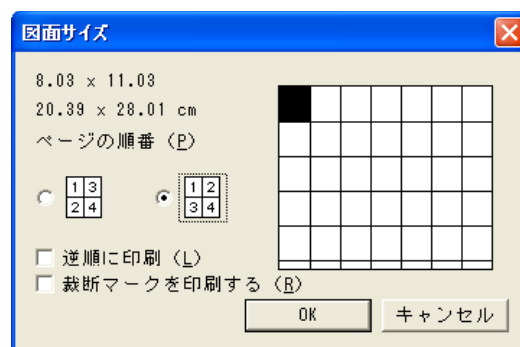 図面サイズ
8.03 x 11.03
20.39 x 28.01 cm
ページの順番 (P)
1 3
2 4
1 2
3 4
逆順に印刷 (L)
裁断マークを印刷する (R)
OK
キャンセル